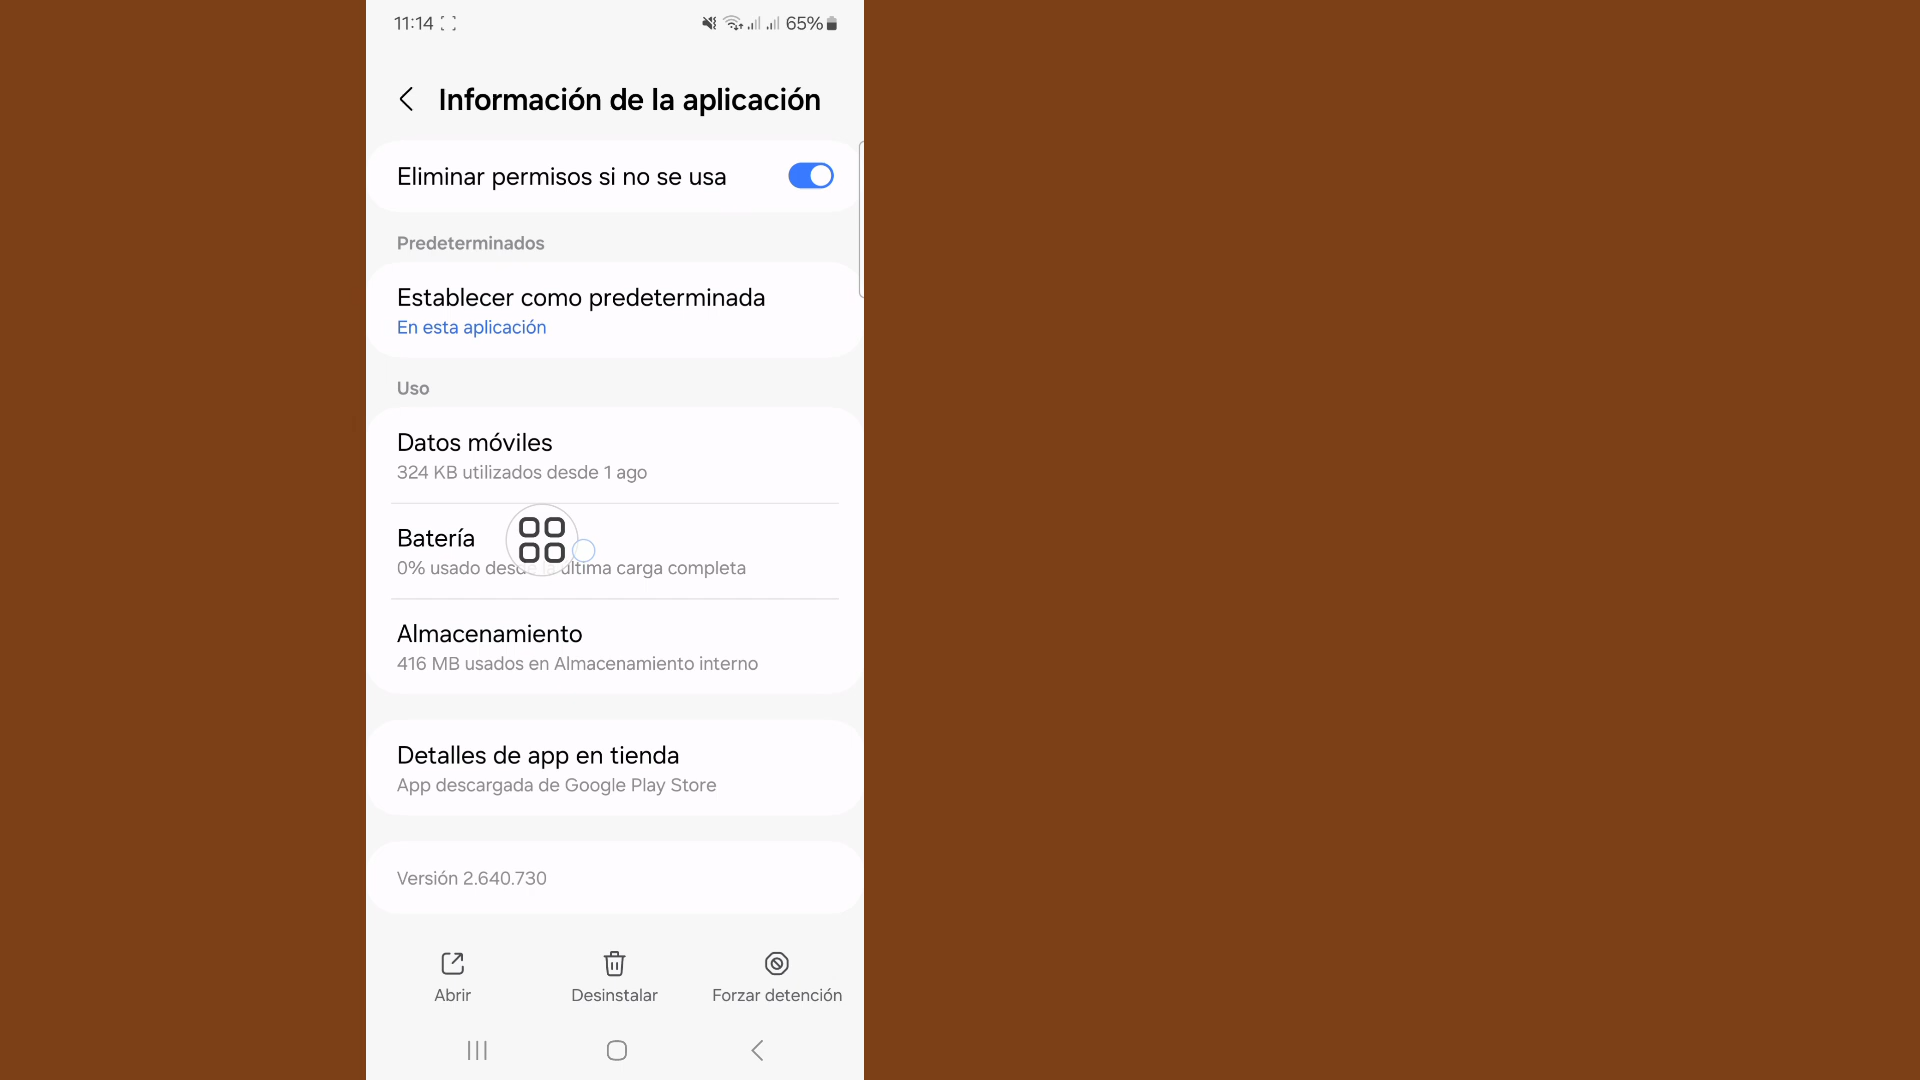 11:14 65%
Información de la aplicación
Eliminar permisos si no se usa
Predeterminados
Establecer como predeterminada
En esta aplicación
Uso
Datos móviles
324 KB utilizados desde 1 ago
Batería
0% usado desde la última carga completa
Almacenamiento
416 MB usados en Almacenamiento interno
Detalles de app en tienda
App descargada de Google Play Store
Versión 2.640.730
Abrir Desinstalar Forzar detención